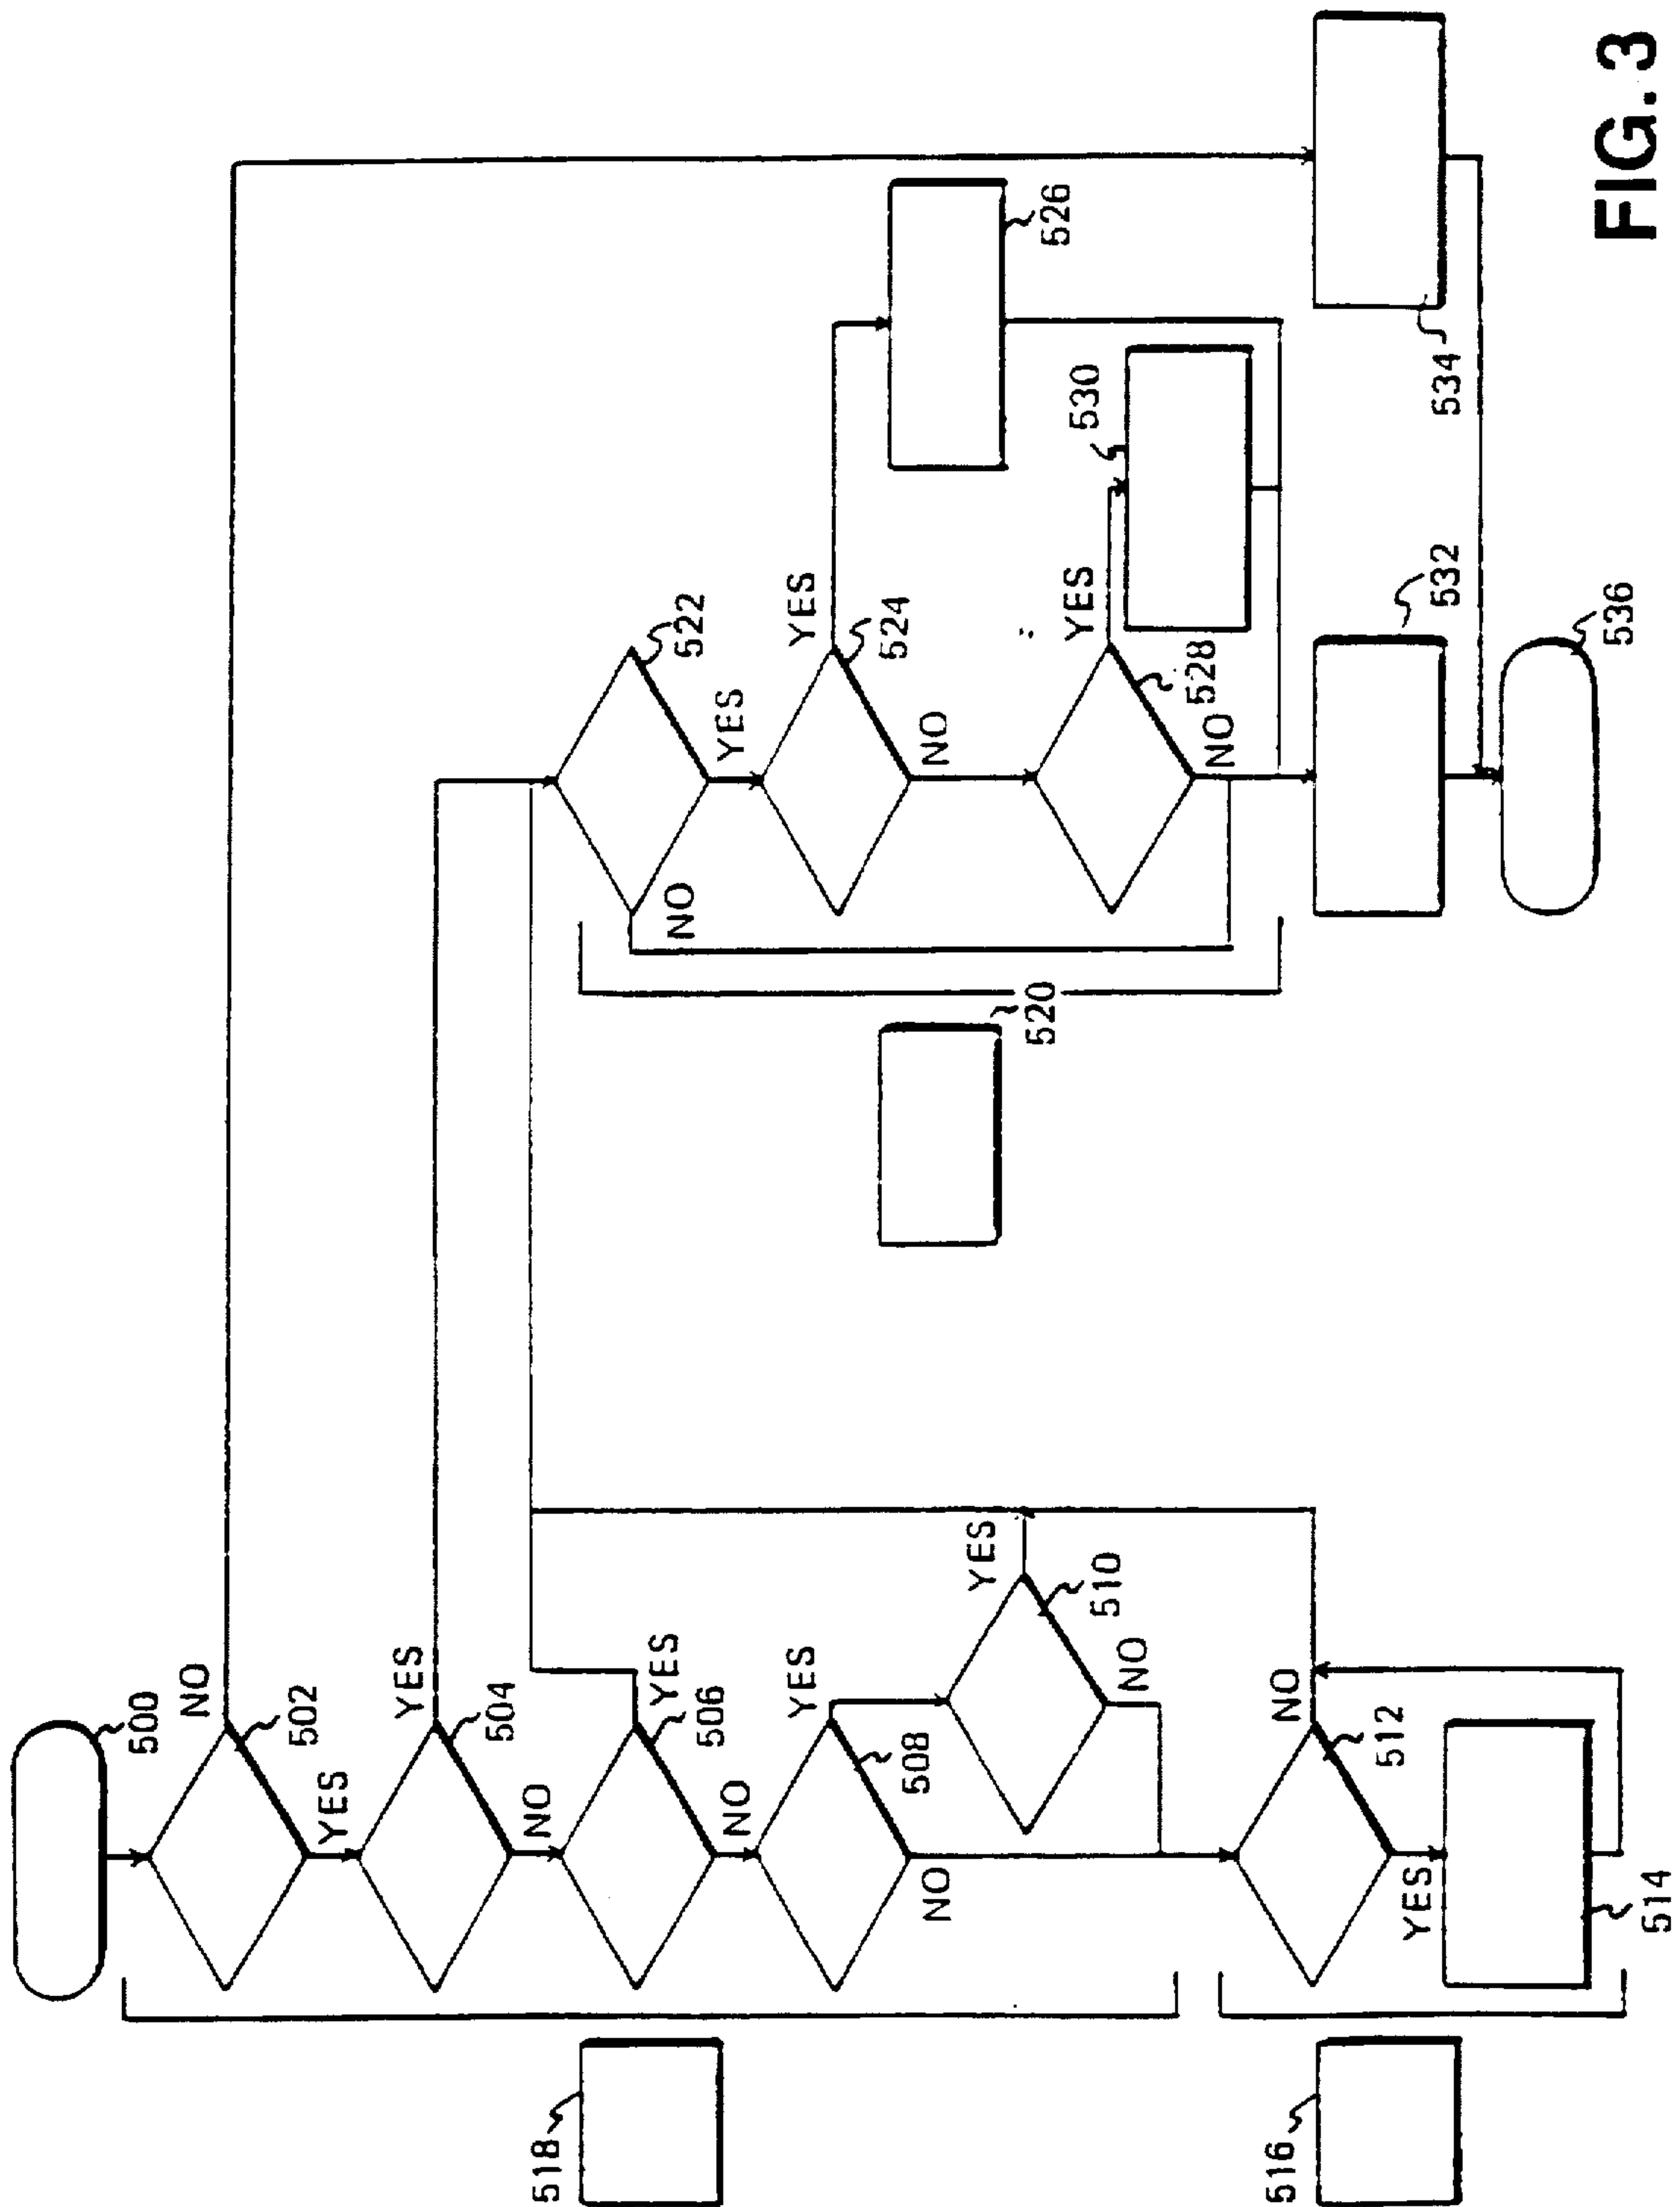 500
502
NO
YES
504
YES
NO
506
YES
NO
508
YES
NO
510
YES
NO
512
NO
YES
514
518
516
522
YES
NO
524
YES
NO
526
528
YES
NO
530
520
532
534
536
FIG. 3